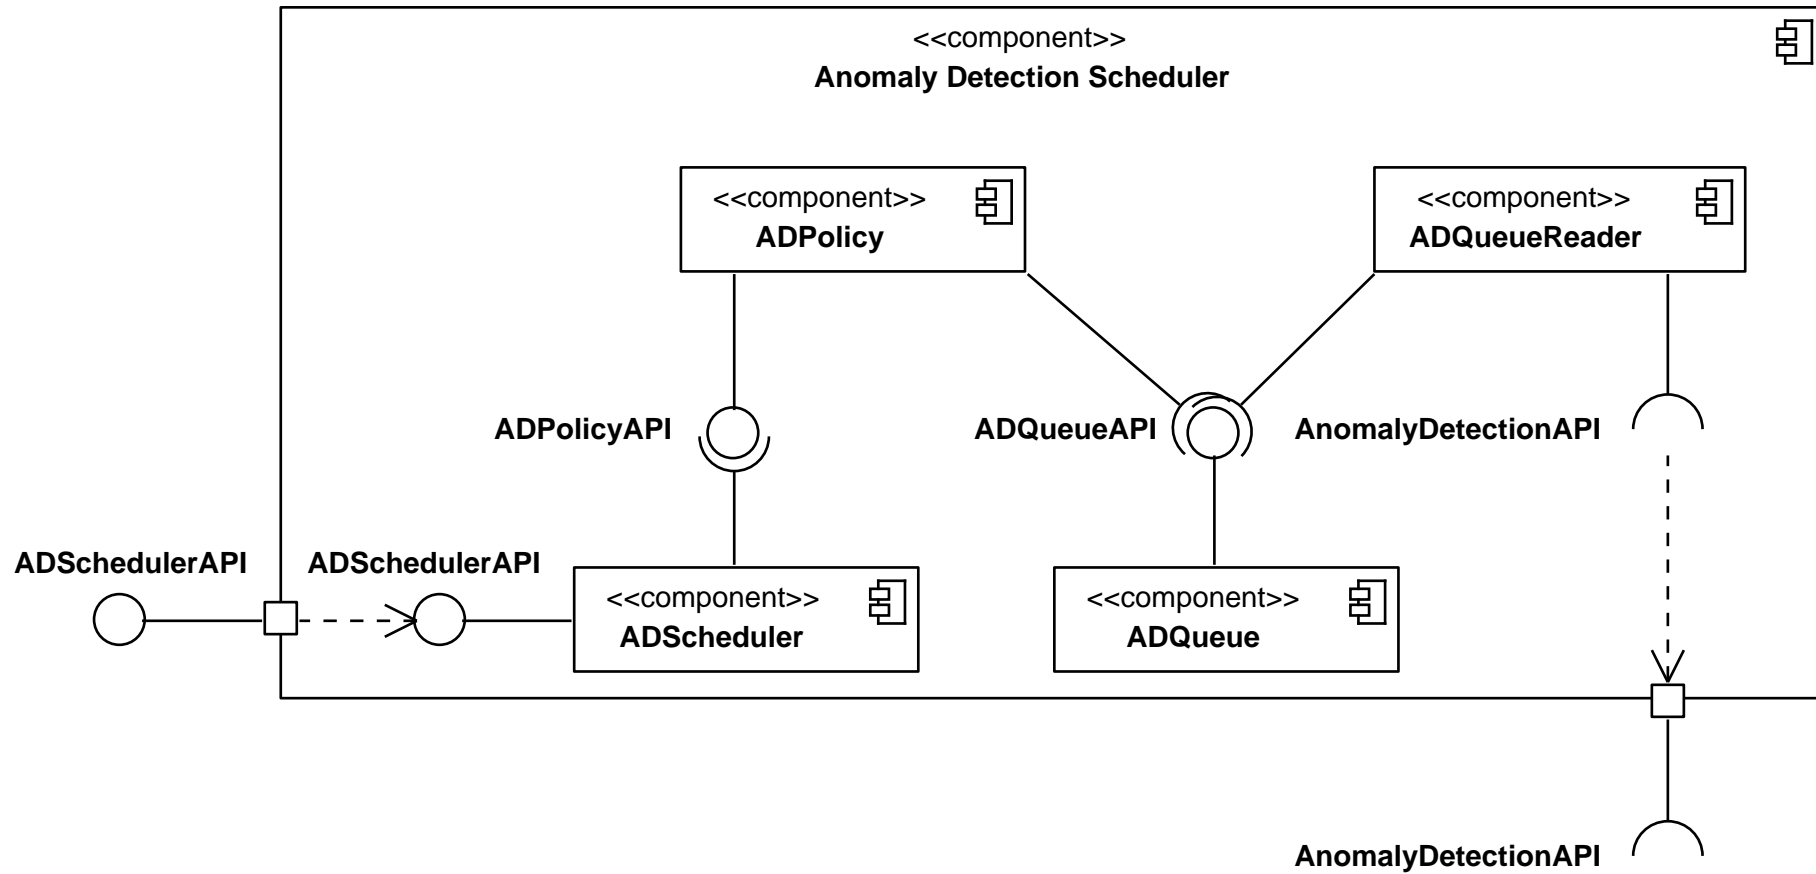 <<component>>
Anomaly Detection Scheduler
<<component>>
ADPolicy
<<component>>
ADQueueReader
ADPolicyAPI
ADQueueAPI
AnomalyDetectionAPI
ADSchedulerAPI
ADSchedulerAPI
<<component>>
ADScheduler
<<component>>
ADQueue
AnomalyDetectionAPI